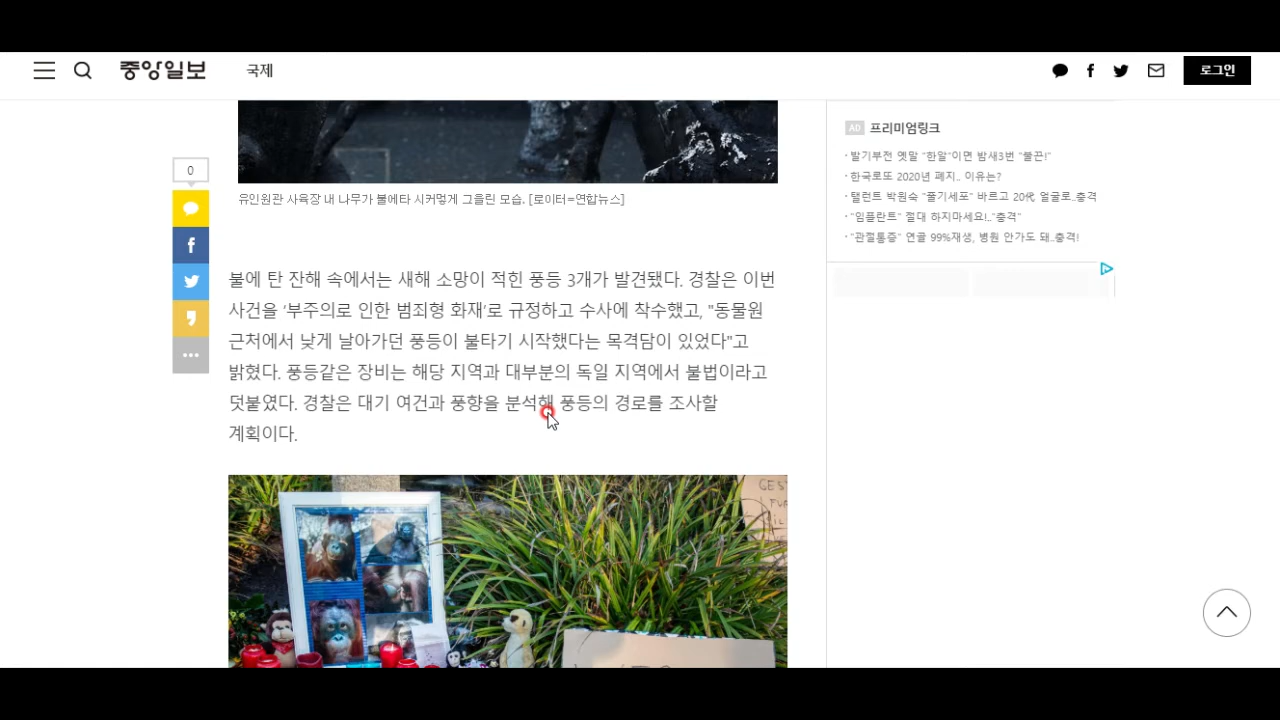 중앙일보
국제
로그인
AD 프리미엄링크
· 발기부전 옛말 "한알"이면 밤새3번 "불끈!"
· 한국로또 2020년 폐지.. 이유는?
· 탤런트 박원숙 "풀기세포" 바르고 20代 얼굴로..충격
· "임플란트" 절대 하지마세요!.."충격"
· "관절통증" 연골 99%재생, 병원 안가도 돼..충격!
0
유인원관 사육장 내 나무가 불에타 시커멓게 그을린 모습. [로이터=연합뉴스]
불에 탄 잔해 속에서는 새해 소망이 적힌 풍등 3개가 발견됐다. 경찰은 이번
사건을 '부주의로 인한 범죄형 화재'로 규정하고 수사에 착수했고, "동물원
근처에서 낮게 날아가던 풍등이 불타기 시작했다는 목격담이 있었다"고
밝혔다. 풍등같은 장비는 해당 지역과 대부분의 독일 지역에서 불법이라고
덧붙였다. 경찰은 대기 여건과 풍향을 분석해 풍등의 경로를 조사할
계획이다.